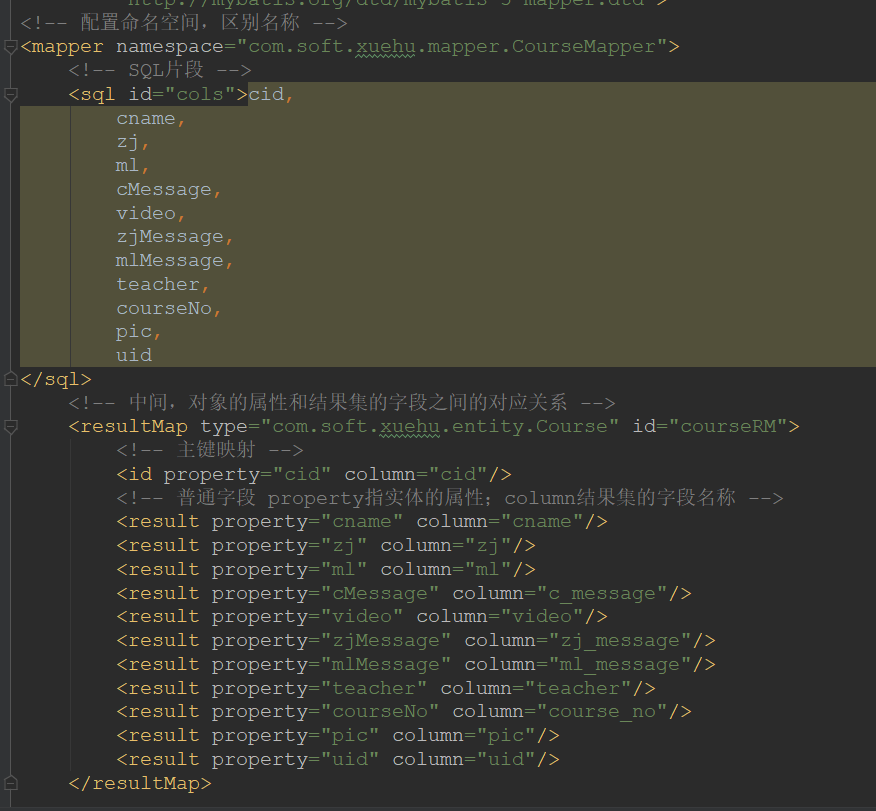 http://mybatis.org/dtd/mybatis-3-mapper.dtd">
<!-- 配置命名空间，区别名称 -->
<mapper namespace="com.soft.xuehu.mapper.CourseMapper">
<!-- SQL片段 -->
<sql id="cols">cid,
cname,
zj,
ml,
cMessage,
video,
zjMessage,
mlMessage,
teacher,
courseNo,
pic,
uid
</sql>
<!-- 中间，对象的属性和结果集的字段之间的对应关系 -->
<resultMap type="com.soft.xuehu.entity.Course" id="courseRM">
<!-- 主键映射 -->
<id property="cid" column="cid"/>
<!-- 普通字段 property指实体的属性；column结果集的字段名称 -->
<result property="cname" column="cname"/>
<result property="zj" column="zj"/>
<result property="ml" column="ml"/>
<result property="cMessage" column="c_message"/>
<result property="video" column="video"/>
<result property="zjMessage" column="zj_message"/>
<result property="mlMessage" column="ml_message"/>
<result property="teacher" column="teacher"/>
<result property="courseNo" column="course_no"/>
<result property="pic" column="pic"/>
<result property="uid" column="uid"/>
</resultMap>